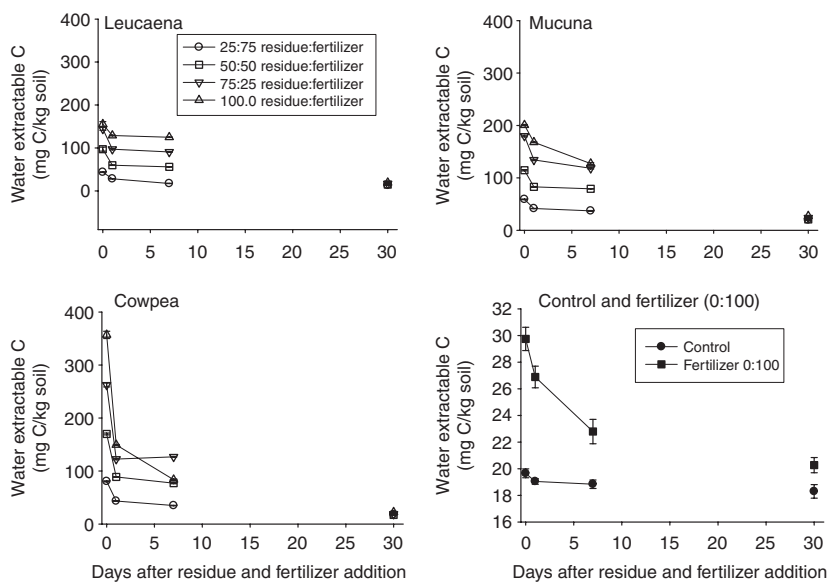 Leucaena
400
300
200
100
0
Water extractable C
(mg C/kg soil)
25:75 residue:fertilizer
50:50 residue:fertilizer
75:25 residue:fertilizer
100.0 residue:fertilizer
0 5 10 15 20 25 30
Mucuna
400
300
200
100
0
Water extractable C
(mg C/kg soil)
0 5 10 15 20 25 30
Cowpea
400
300
200
100
0
Water extractable C
(mg C/kg soil)
0 5 10 15 20 25 30
Days after residue and fertilizer addition
Control and fertilizer (0:100)
32
30
28
26
24
22
20
18
16
Water extractable C
(mg C/kg soil)
Control
Fertilizer 0:100
0 5 10 15 20 25 30
Days after residue and fertilizer addition